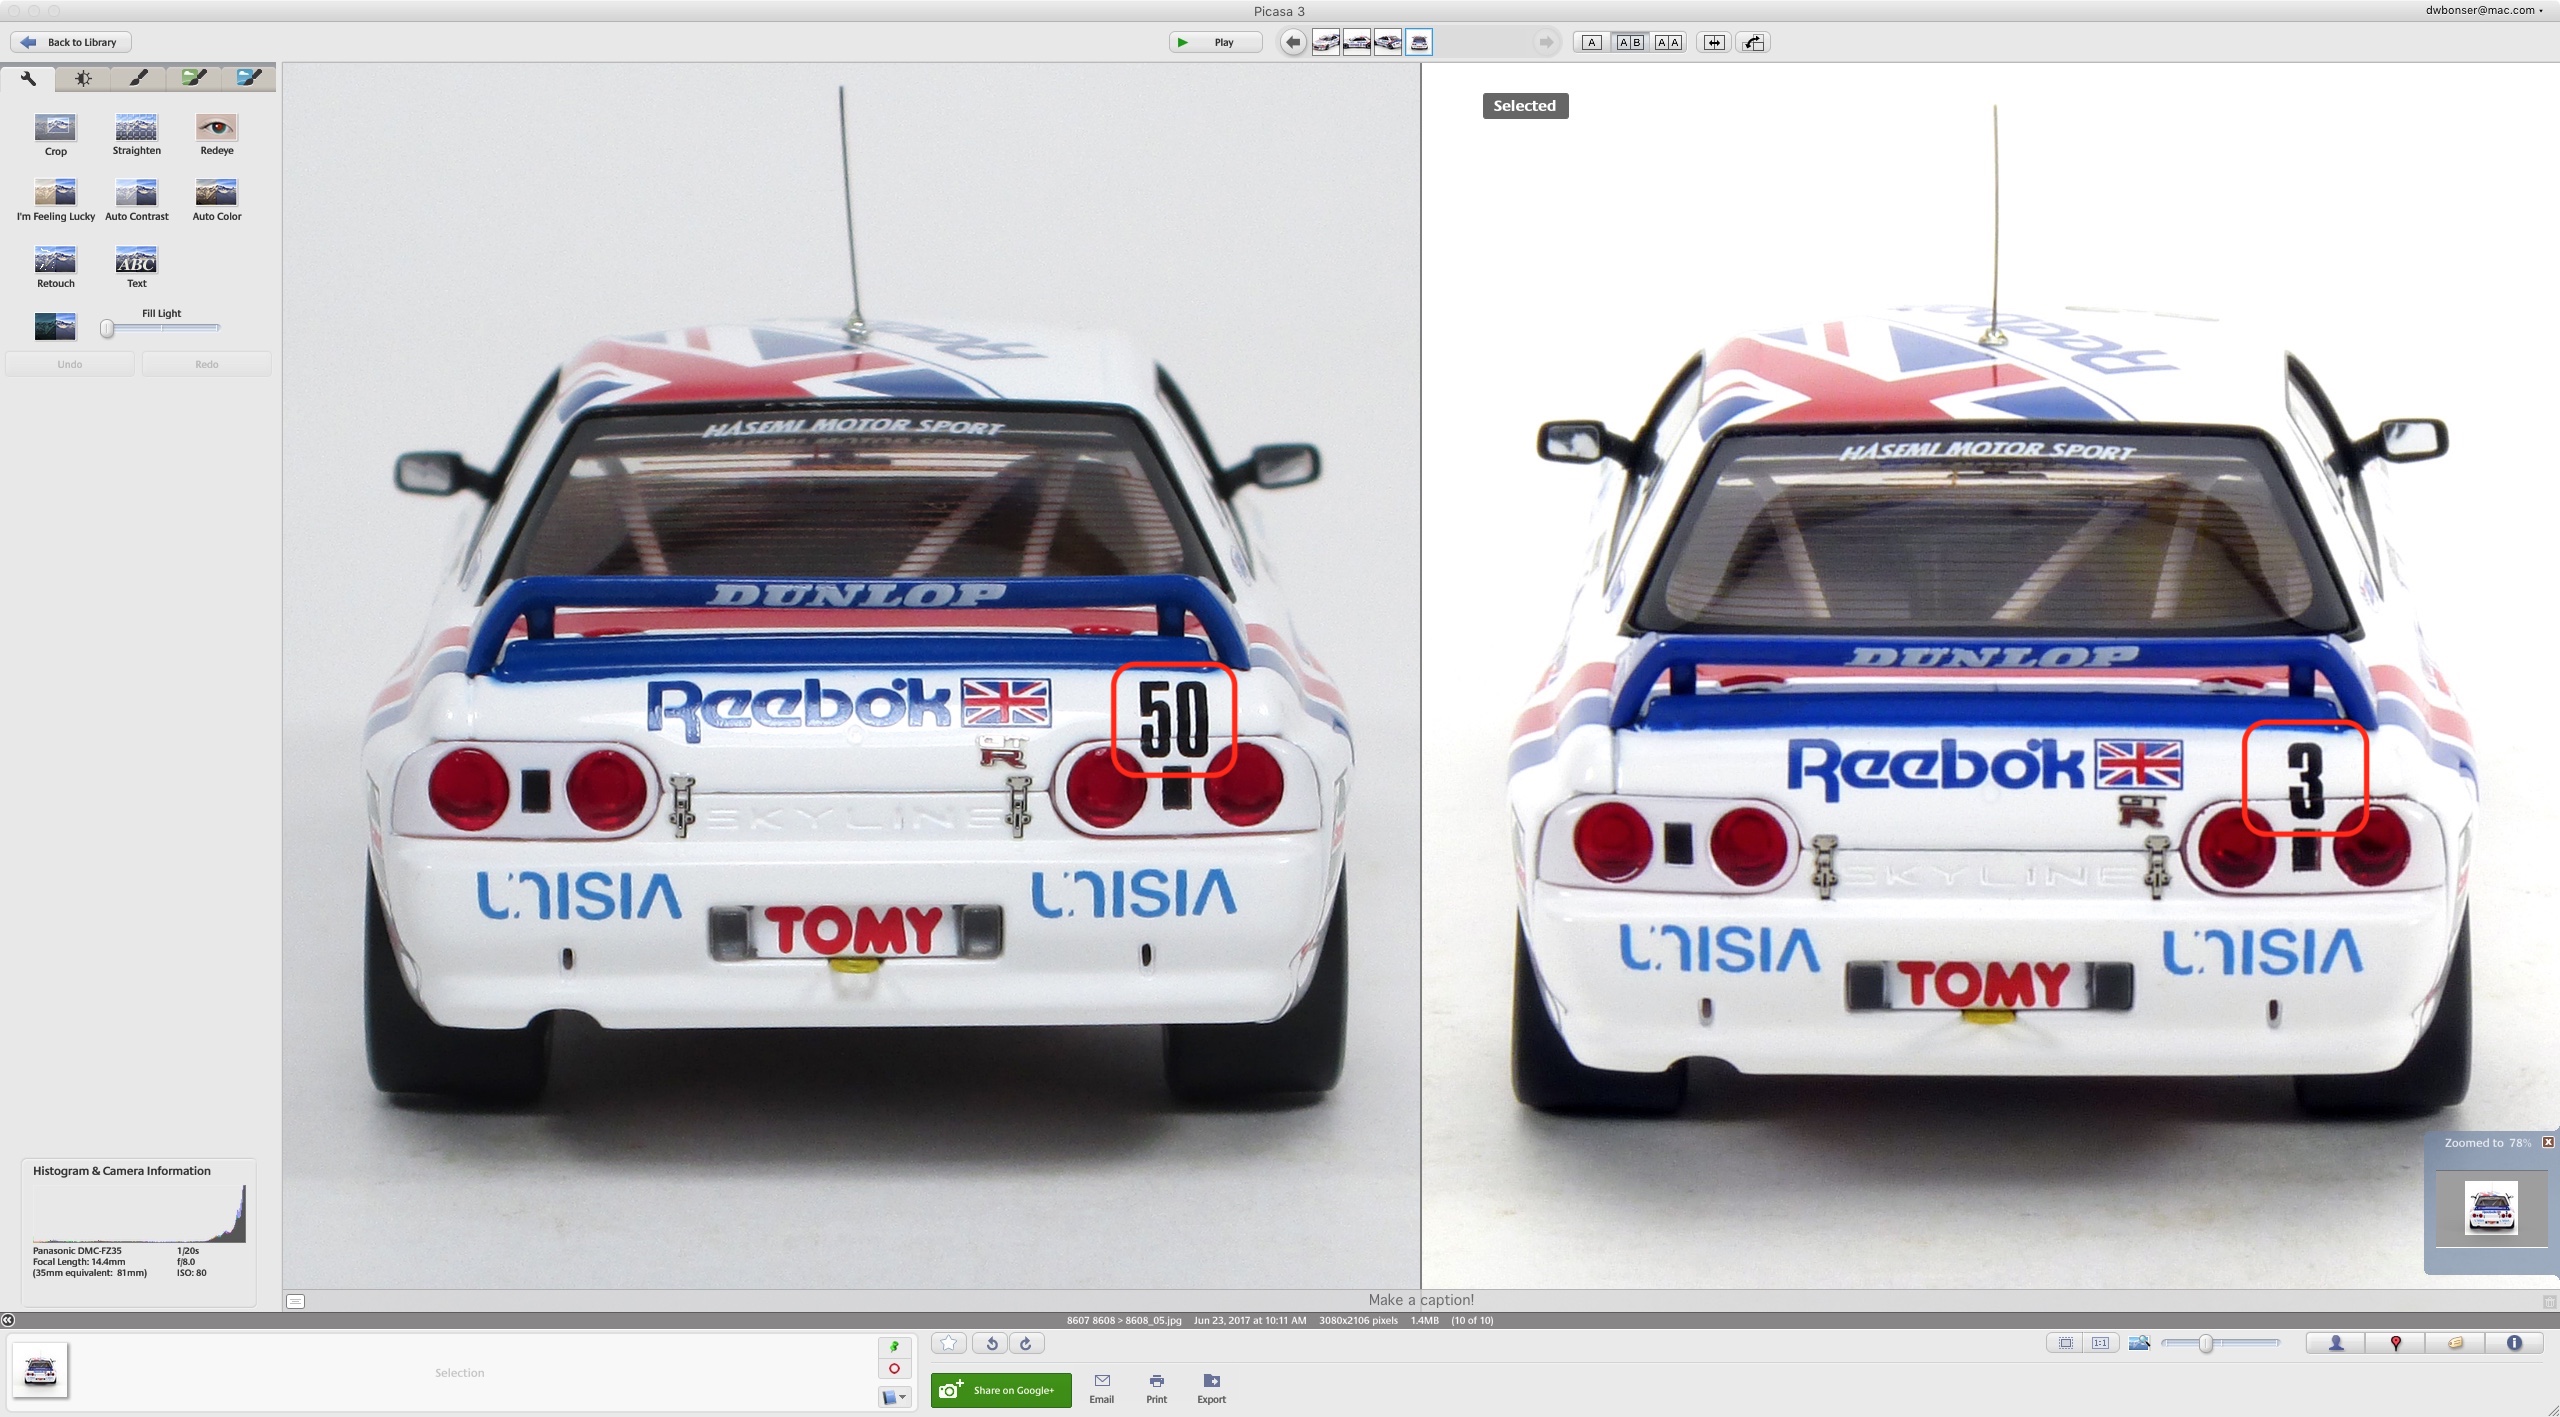 Picasa 3
dwbonser@mac.com
Back to Library
Play
A
A B
A A
Crop
Straighten
Redeye
I'm Feeling Lucky
Auto Contrast
Auto Color
Retouch
ABC
Text
Fill Light
Undo
Redo
Reebok
HASEMI MOTOR SPORT
DUNLOP
Reebok
50
GT
R
SKYLINE
UNISIA
UNISIA
TOMY
Selected
Reebok
HASEMI MOTOR SPORT
DUNLOP
Reebok
3
GT
R
SKYLINE
UNISIA
UNISIA
TOMY
Zoomed to 78%
Histogram & Camera Information
Panasonic DMC-FZ35 1/20s
Focal Length: 14.4mm f/8.0
(35mm equivalent: 81mm) ISO: 80
Make a caption!
8607 8608 > 8608_05.jpg Jun 23, 2017 at 10:11 AM 3080x2106 pixels 1.4MB (10 of 10)
Selection
1:1
Share on Google+
Email
Print
Export